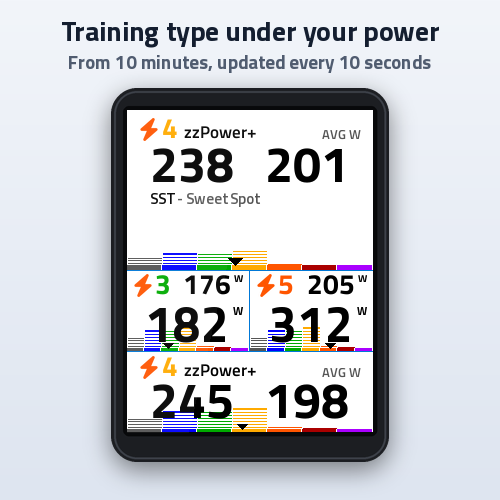 Training type under your power
From 10 minutes, updated every 10 seconds
4 zzPower+ AVG W
238 201
SST - Sweet Spot
3 176 W 5 205 W
182 W 312 W
4 zzPower+ AVG W
245 198